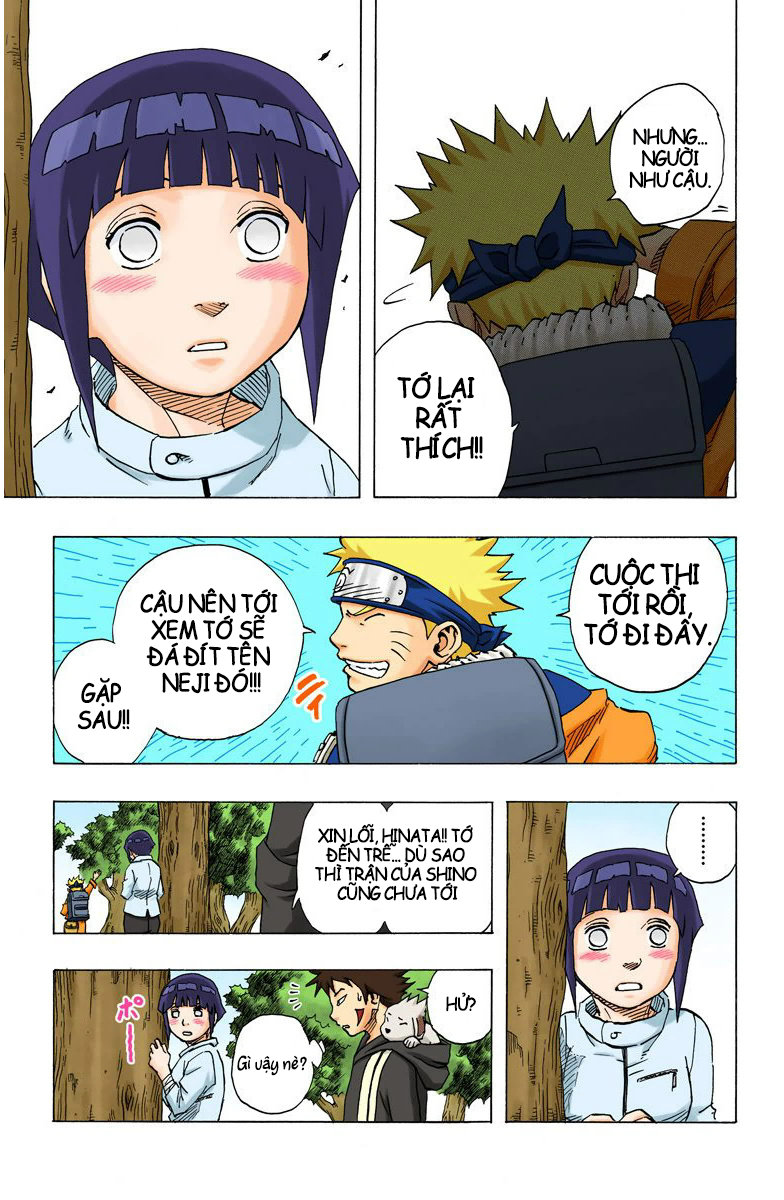 NHƯNG...
NGƯỜI
NHƯ CẬU.
TỚ LẠI
RẤT
THÍCH!!
CUỘC THI
TỚI RỒI,
TỚ ĐI ĐÂY.
CẬU NÊN TỚI
XEM TỚ SẼ
ĐÁ ĐÍT TÊN
NEJI ĐÓ!!!
GẶP
SAU!!
.........
XIN LỖI, HINATA!! TỚ
ĐẾN TRỄ... DÙ SAO
THÌ TRẬN CỦA SHINO
CŨNG CHƯA TỚI
HỬ?
Gì vậy nè?
ポー